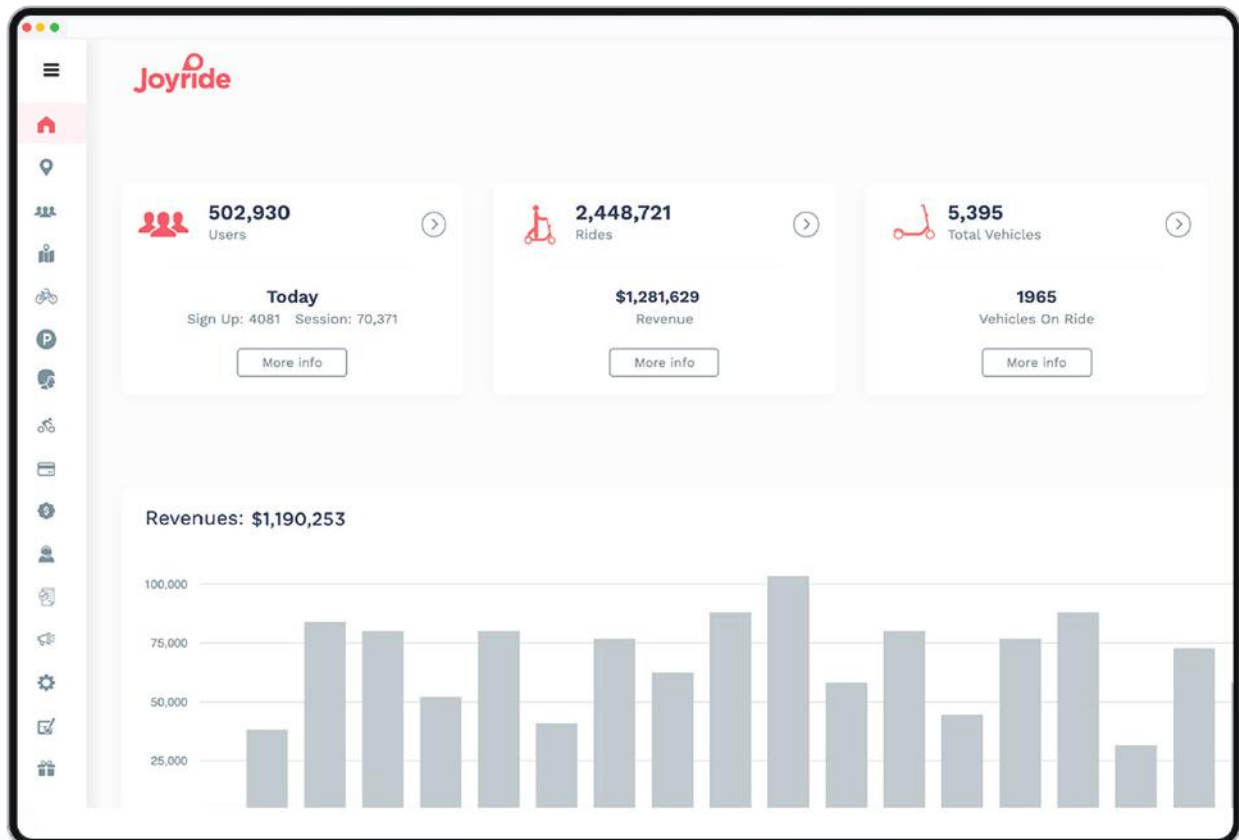 Joyride
502,930
Users
Today
Sign Up: 4081 Session: 70,371
More info
2,448,721
Rides
$1,281,629
Revenue
More info
5,395
Total Vehicles
1965
Vehicles On Ride
More info
Revenues: $1,190,253
100,000
75,000
50,000
25,000